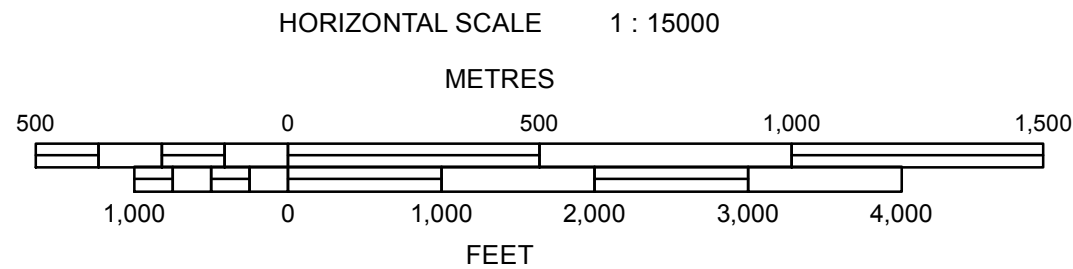 HORIZONTAL SCALE 1 : 15000
METRES
500 0 500 1,000 1,500
1,000 0 1,000 2,000 3,000 4,000
FEET